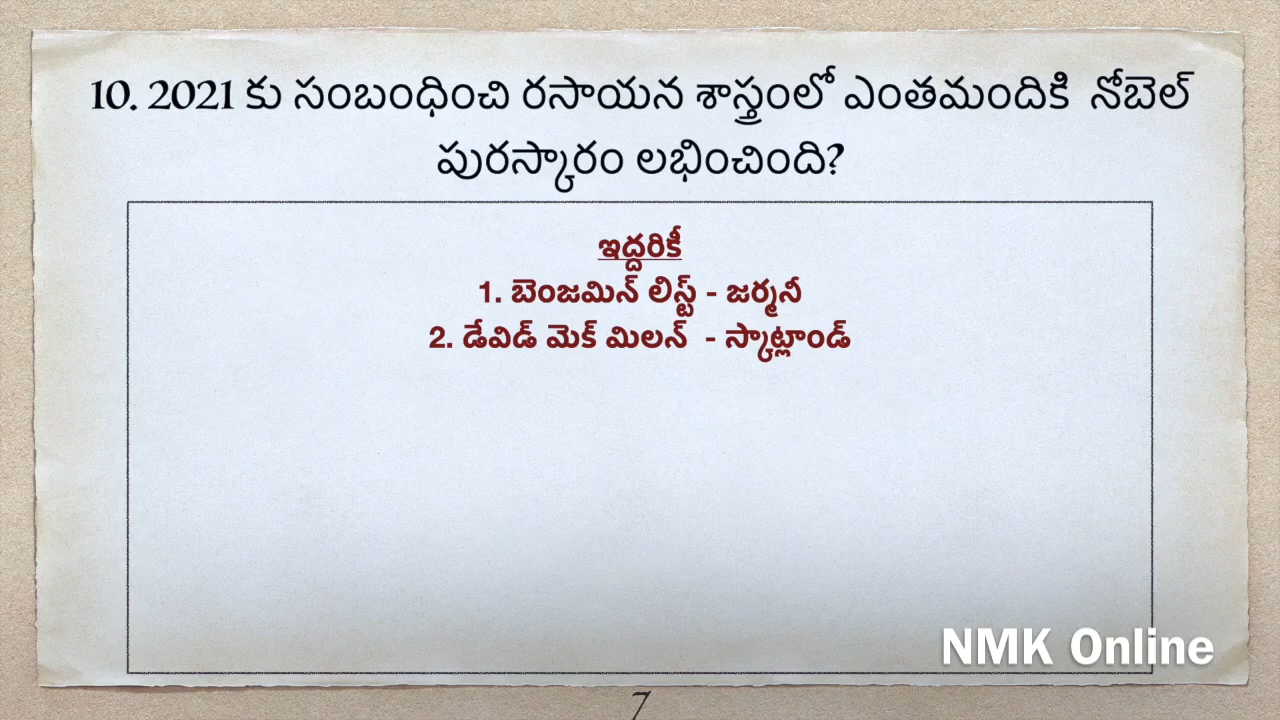 10. 2021 కు సంబంధించి రసాయన శాస్త్రంలో ఎంతమందికి నోబెల్
పురస్కారం లభించింది?
ఇద్దరికీ
1. బెంజమిన్ లిస్ట్ - జర్మనీ
2. డేవిడ్ మెక్ మిలన్ - స్కాట్లాండ్
NMK Online
7